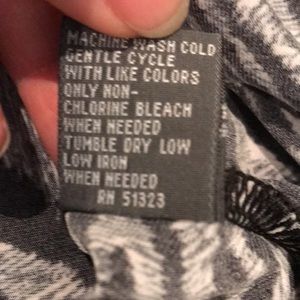 MACHINE WASH COLD
GENTLE CYCLE
WITH LIKE COLORS
ONLY NON-
CHLORINE BLEACH
WHEN NEEDED
TUMBLE DRY LOW
LOW IRON
WHEN NEEDED
RN 51323